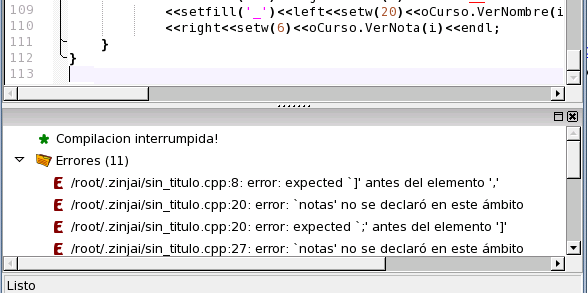 109 <<setfill('_')<<left<<setw(20)<<oCurso.VerNombre(i
110 <<right<<setw(6)<<oCurso.VerNota(i)<<endl;
111 }
112 }
113
Compilacion interrumpida!
Errores (11)
E /root/.zinjai/sin_titulo.cpp:8: error: expected `]' antes del elemento ','
E /root/.zinjai/sin_titulo.cpp:20: error: `notas' no se declaró en este ámbito
E /root/.zinjai/sin_titulo.cpp:20: error: expected `;' antes del elemento ']'
E /root/.zinjai/sin_titulo.cpp:27: error: `notas' no se declaró en este ámbito
Listo